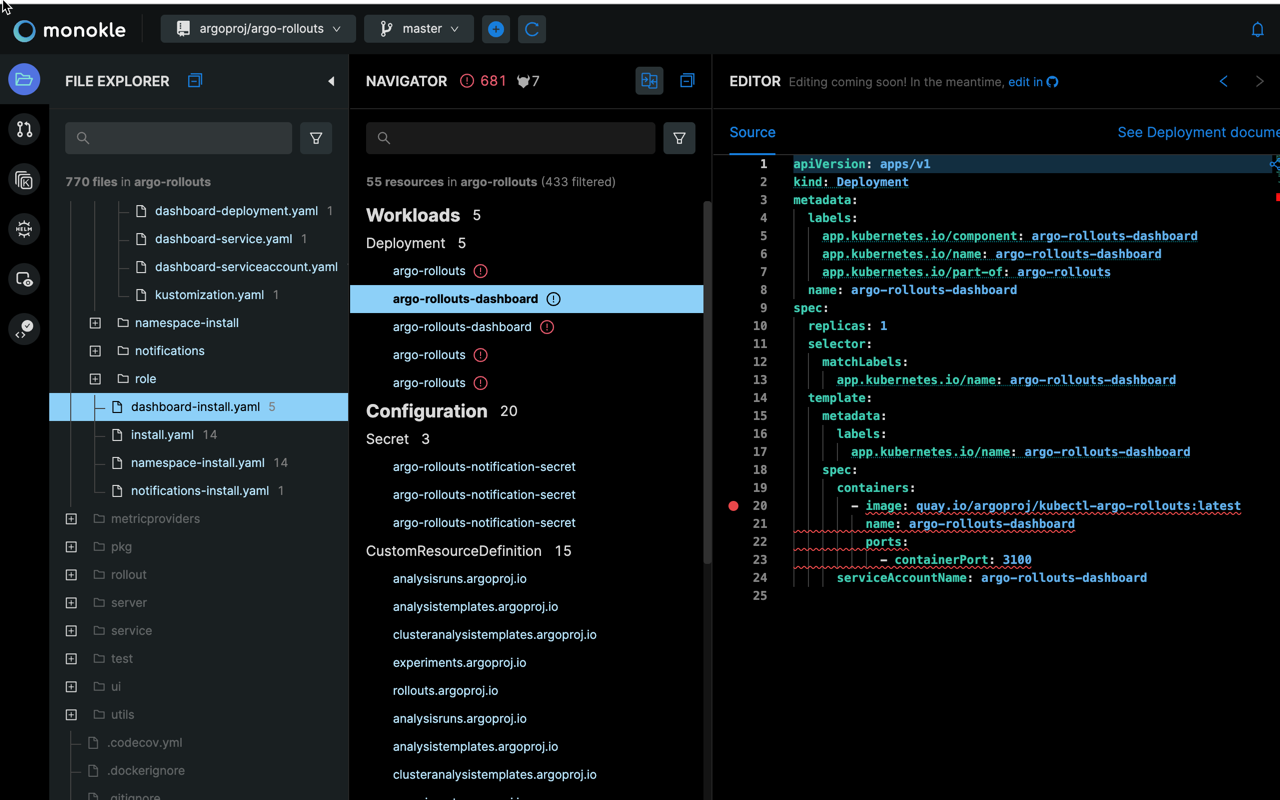 monokle
argoproj/argo-rollouts
master
FILE EXPLORER
770 files in argo-rollouts
dashboard-deployment.yaml 1
dashboard-service.yaml 1
dashboard-serviceaccount.yaml
kustomization.yaml 1
namespace-install
notifications
role
dashboard-install.yaml 5
install.yaml 14
namespace-install.yaml 14
notifications-install.yaml 1
metricproviders
pkg
rollout
server
service
test
ui
utils
.codecov.yml
.dockerignore
.gitignore
HELM
NAVIGATOR 681 7
55 resources in argo-rollouts (433 filtered)
Workloads 5
Deployment 5
argo-rollouts
argo-rollouts-dashboard
argo-rollouts-dashboard
argo-rollouts
argo-rollouts
Configuration 20
Secret 3
argo-rollouts-notification-secret
argo-rollouts-notification-secret
argo-rollouts-notification-secret
CustomResourceDefinition 15
analysisruns.argoproj.io
analysistemplates.argoproj.io
clusteranalysistemplates.argoproj.io
experiments.argoproj.io
rollouts.argoproj.io
analysisruns.argoproj.io
analysistemplates.argoproj.io
clusteranalysistemplates.argoproj.io
EDITOR Editing coming soon! In the meantime, edit in
Source See Deployment docume
1 apiVersion: apps/v1
2 kind: Deployment
3 metadata:
4 labels:
5 app.kubernetes.io/component: argo-rollouts-dashboard
6 app.kubernetes.io/name: argo-rollouts-dashboard
7 app.kubernetes.io/part-of: argo-rollouts
8 name: argo-rollouts-dashboard
9 spec:
10 replicas: 1
11 selector:
12 matchLabels:
13 app.kubernetes.io/name: argo-rollouts-dashboard
14 template:
15 metadata:
16 labels:
17 app.kubernetes.io/name: argo-rollouts-dashboard
18 spec:
19 containers:
20 - image: quay.io/argoproj/kubectl-argo-rollouts:latest
21 name: argo-rollouts-dashboard
22 ports:
23 - containerPort: 3100
24 serviceAccountName: argo-rollouts-dashboard
25